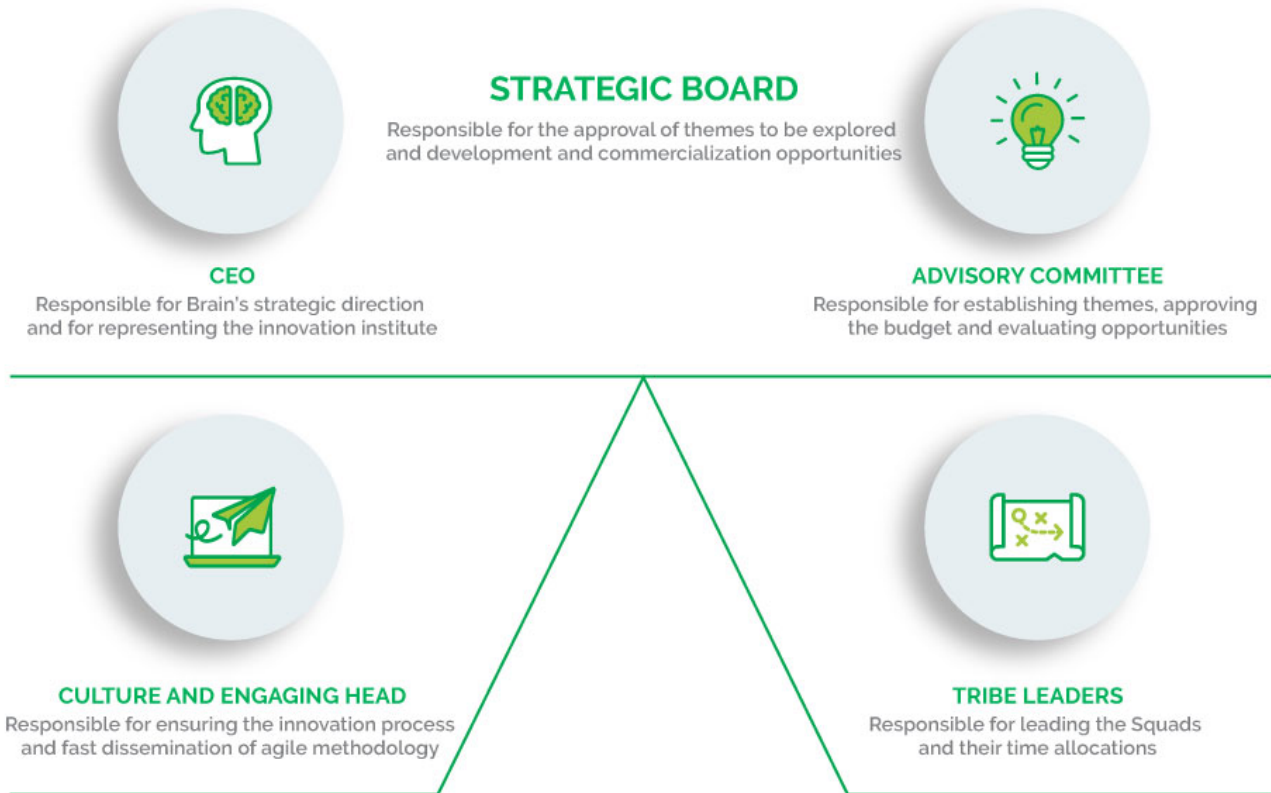 STRATEGIC BOARD
Responsible for the approval of themes to be explored
and development and commercialization opportunities
CEO
Responsible for Brain's strategic direction
and for representing the innovation institute
ADVISORY COMMITTEE
Responsible for establishing themes, approving
the budget and evaluating opportunities
CULTURE AND ENGAGING HEAD
Responsible for ensuring the innovation process
and fast dissemination of agile methodology
TRIBE LEADERS
Responsible for leading the Squads
and their time allocations